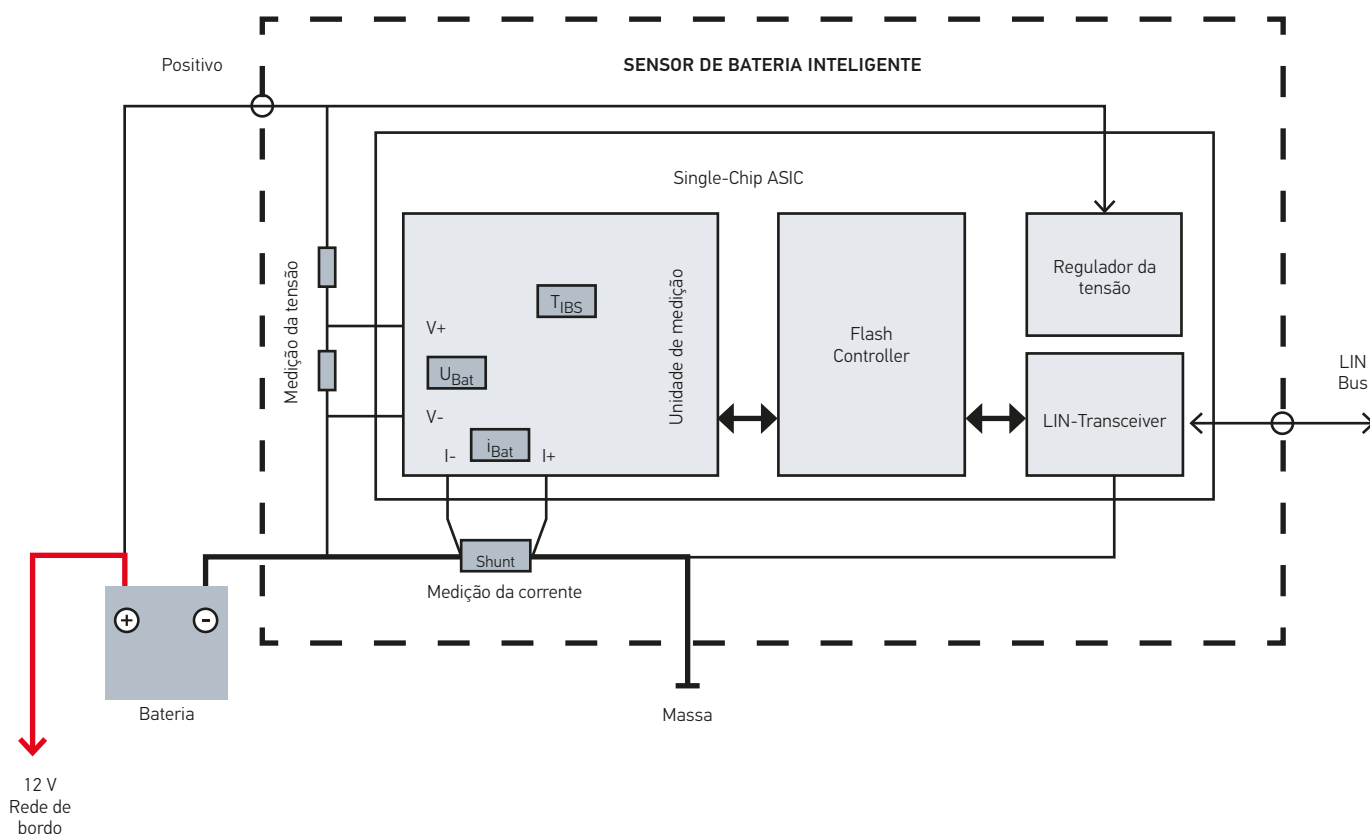 Positivo
SENSOR DE BATERIA INTELIGENTE
Single-Chip ASIC
Medição da tensão
V+
V-
T_IBS
U_Bat
i_Bat
I-
I+
Unidade de medição
Flash
Controller
Regulador da
tensão
LIN-Transceiver
LIN
Bus
Shunt
Medição da corrente
+
-
Bateria
Massa
12 V
Rede de
bordo